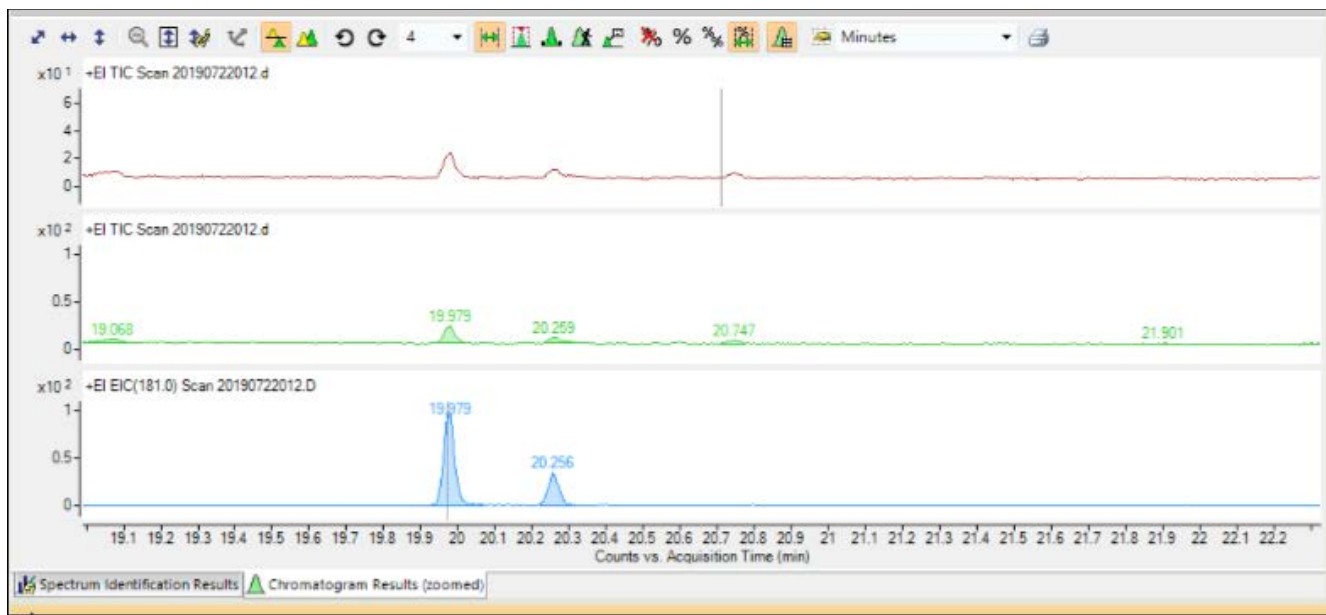 4 Minutes
x10 1 +EI TIC Scan 20190722012.d
6
4
2
0
x10 2 +EI TIC Scan 20190722012.d
1
0.5
0
19.068 19.979 20.259 20.747 21.901
x10 2 +EI EIC(181.0) Scan 20190722012.D
1
0.5
0
19.979
20.256
19.1 19.2 19.3 19.4 19.5 19.6 19.7 19.8 19.9 20 20.1 20.2 20.3 20.4 20.5 20.6 20.7 20.8 20.9 21 21.1 21.2 21.3 21.4 21.5 21.6 21.7 21.8 21.9 22 22.1 22.2
Counts vs. Acquisition Time (min)
Spectrum Identification Results Chromatogram Results (zoomed)